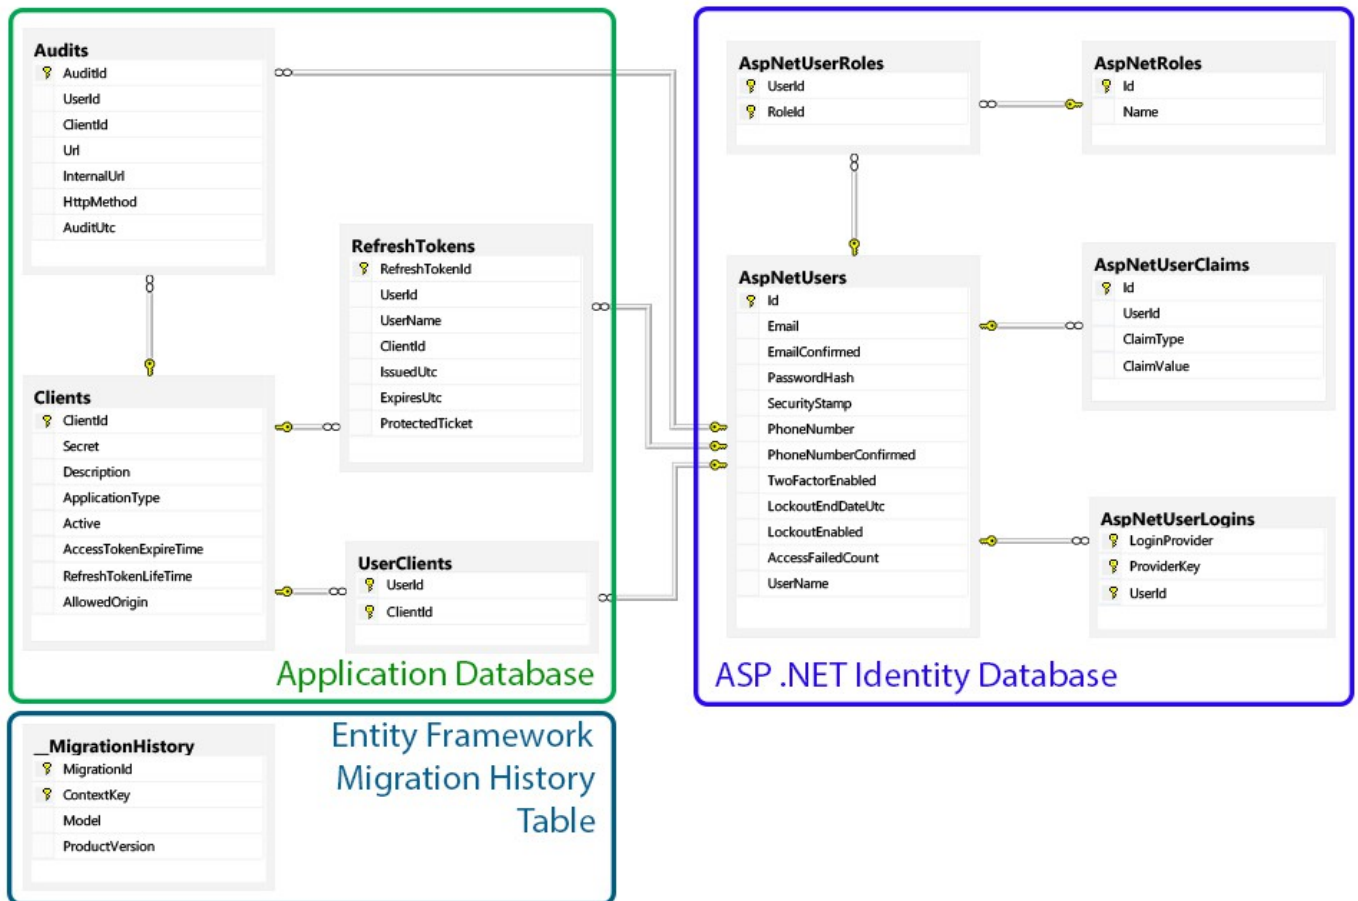 Audits
AuditId
UserId
ClientId
Url
InternalUrl
HttpMethod
AuditUtc
RefreshTokens
RefreshTokenId
UserId
UserName
ClientId
IssuedUtc
ExpiresUtc
ProtectedTicket
Clients
ClientId
Secret
Description
ApplicationType
Active
AccessTokenExpireTime
RefreshTokenLifeTime
AllowedOrigin
UserClients
UserId
ClientId
Application Database
AspNetUserRoles
UserId
RoleId
AspNetRoles
Id
Name
AspNetUsers
Id
Email
EmailConfirmed
PasswordHash
SecurityStamp
PhoneNumber
PhoneNumberConfirmed
TwoFactorEnabled
LockoutEndDateUtc
LockoutEnabled
AccessFailedCount
UserName
AspNetUserClaims
Id
UserId
ClaimType
ClaimValue
AspNetUserLogins
LoginProvider
ProviderKey
UserId
ASP .NET Identity Database
__MigrationHistory
MigrationId
ContextKey
Model
ProductVersion
Entity Framework
Migration History
Table